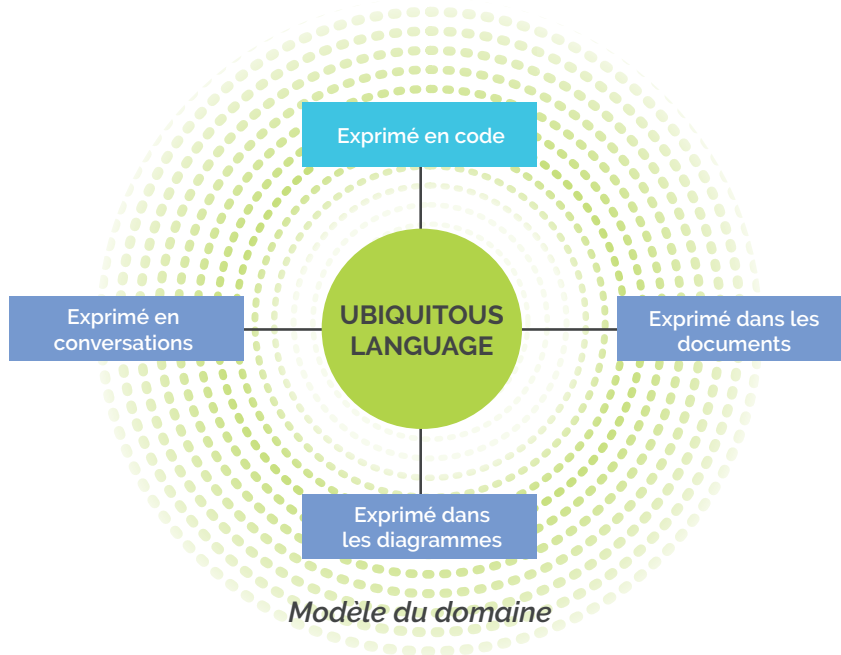 Exprimé en code
Exprimé en
conversations
UBIQUITOUS
LANGUAGE
Exprimé dans les
documents
Exprimé dans
les diagrammes
Modèle du domaine